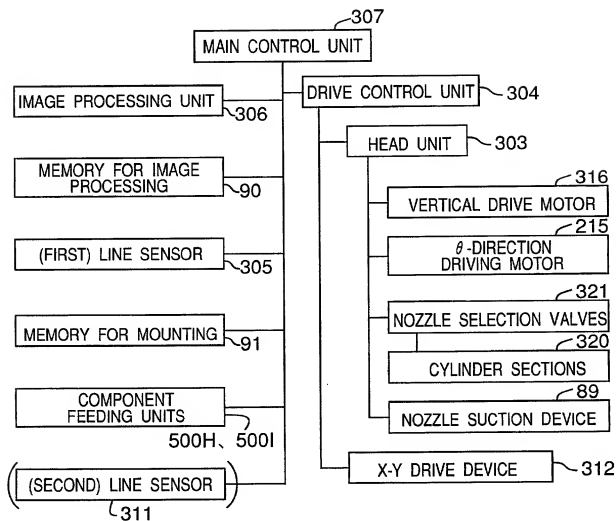 307
MAIN CONTROL UNIT
IMAGE PROCESSING UNIT
306
DRIVE CONTROL UNIT
304
HEAD UNIT
303
MEMORY FOR IMAGE
PROCESSING
90
316
VERTICAL DRIVE MOTOR
215
θ-DIRECTION
DRIVING MOTOR
(FIRST) LINE SENSOR
305
321
NOZZLE SELECTION VALVES
320
CYLINDER SECTIONS
MEMORY FOR MOUNTING
91
COMPONENT
FEEDING UNITS
500H、500I
89
NOZZLE SUCTION DEVICE
X-Y DRIVE DEVICE
312
(SECOND) LINE SENSOR
311